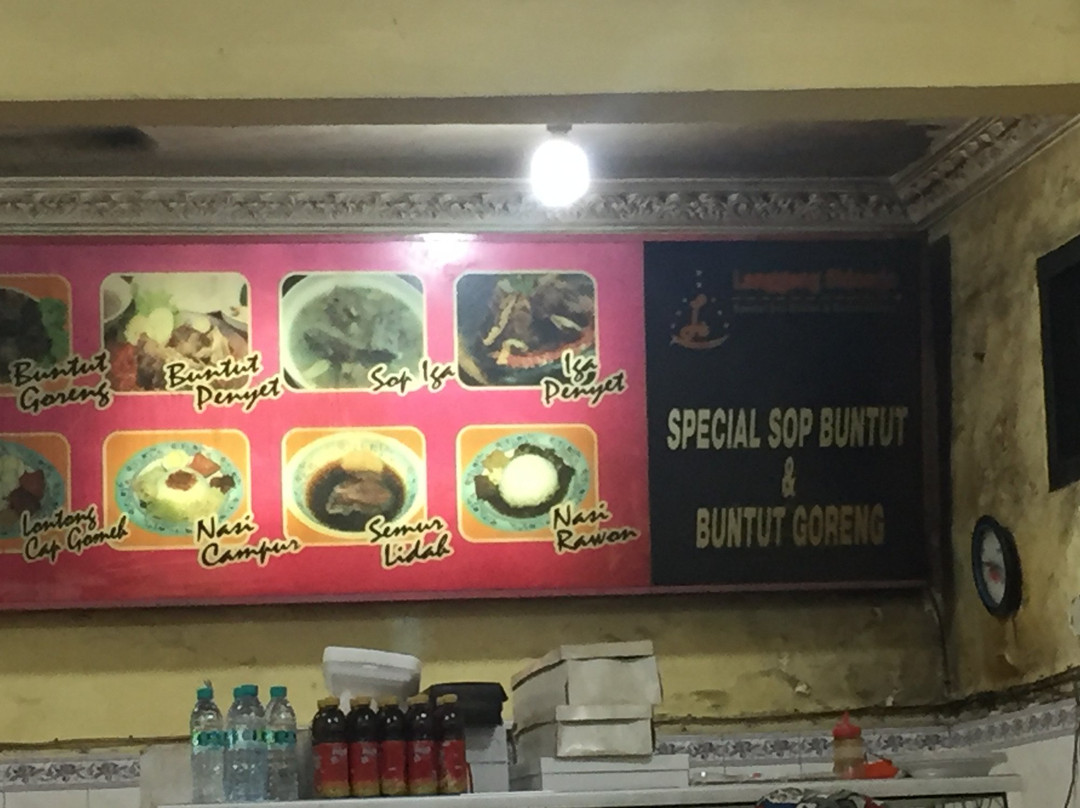 Buntut
Goreng
Buntut
Penyet
Sop Iga
Iga
Penyet
Lontong
Cap Gomeh
Nasi
Campur
Semur
Lidah
Nasi
Rawon
SPECIAL SOP BUNTUT
&
BUNTUT GORENG